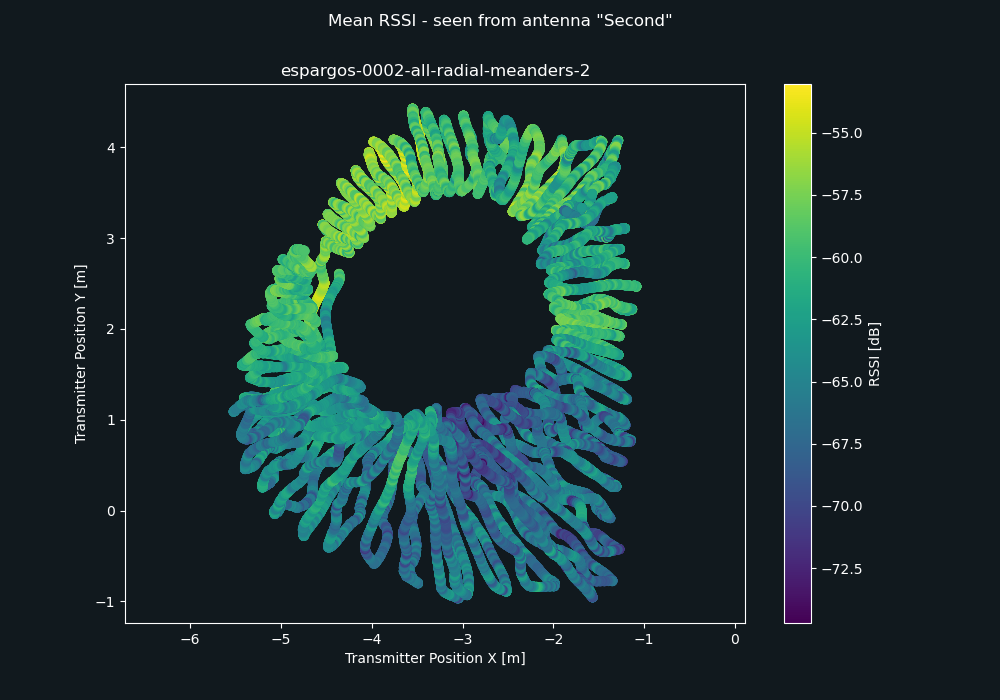 Mean RSSI - seen from antenna "Second"
espargos-0002-all-radial-meanders-2
4
3
2
1
0
−1
Transmitter Position Y [m]
−6 −5 −4 −3 −2 −1 0
Transmitter Position X [m]
−55.0
−57.5
−60.0
−62.5
−65.0
−67.5
−70.0
−72.5
RSSI [dB]